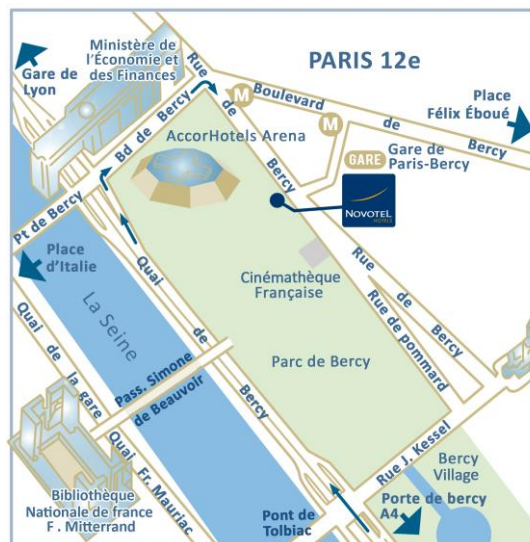 PARIS 12e
Ministère de
l'Économie et
des Finances
Gare de
Lyon
Rue
de
Bercy
Boulevard
de
Bercy
M
M
Place
Félix Éboué
Bd de Bercy
AccorHotels Arena
GARE
Gare de
Paris-Bercy
NOVOTEL
HOTELS
Pt de Bercy
Place
d'Italie
Quai
de
Bercy
Cinémathèque
Française
Rue
de
Bercy
Rue de pommard
La Seine
Quai
de
la gare
Parc de Bercy
Pass. Simone
de Beauvoir
Rue J. Kessel
Quai Fr. Mauriac
Bercy
Village
Bibliothèque
Nationale de france
F . Mitterrand
Pont de
Tolbiac
Porte de bercy
A4